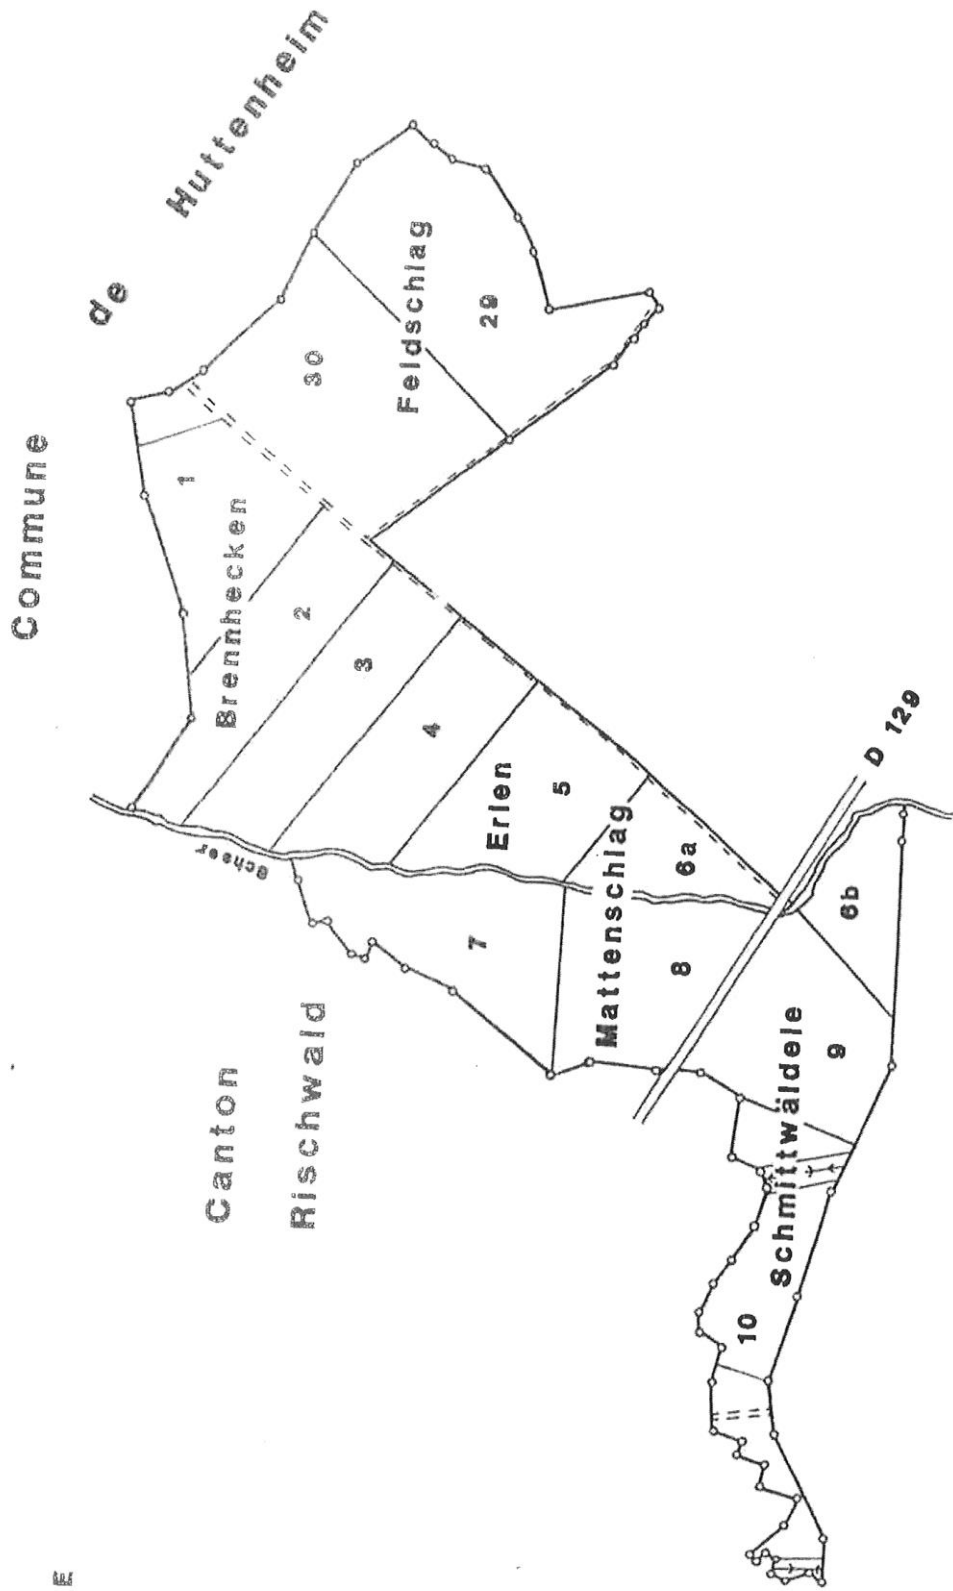 Commune
de
Huttenheim
Canton
Rischwald
Brennhecken
Feldschlag
Erlen
Mattenschlag
Schmittwäldele
Schaer
D 129
1
2
3
4
5
6a
6b
7
8
9
10
29
30
E